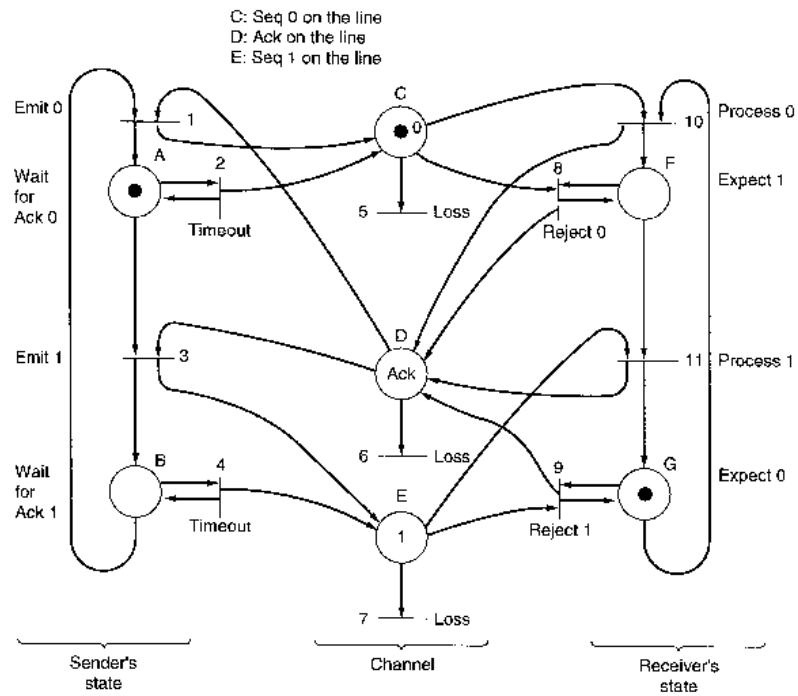 C: Seq 0 on the line
D: Ack on the line
E: Seq 1 on the line
C
Emit 0
1
0
10
Process 0
A
2
8
F
Wait
for
Ack 0
Expect 1
Timeout
5
Loss
Reject 0
D
Emit 1
3
Ack
11
Process 1
6
Loss
B
4
9
G
Wait
for
Ack 1
E
Expect 0
Timeout
1
Reject 1
7
Loss
Sender's
state
Channel
Receiver's
state